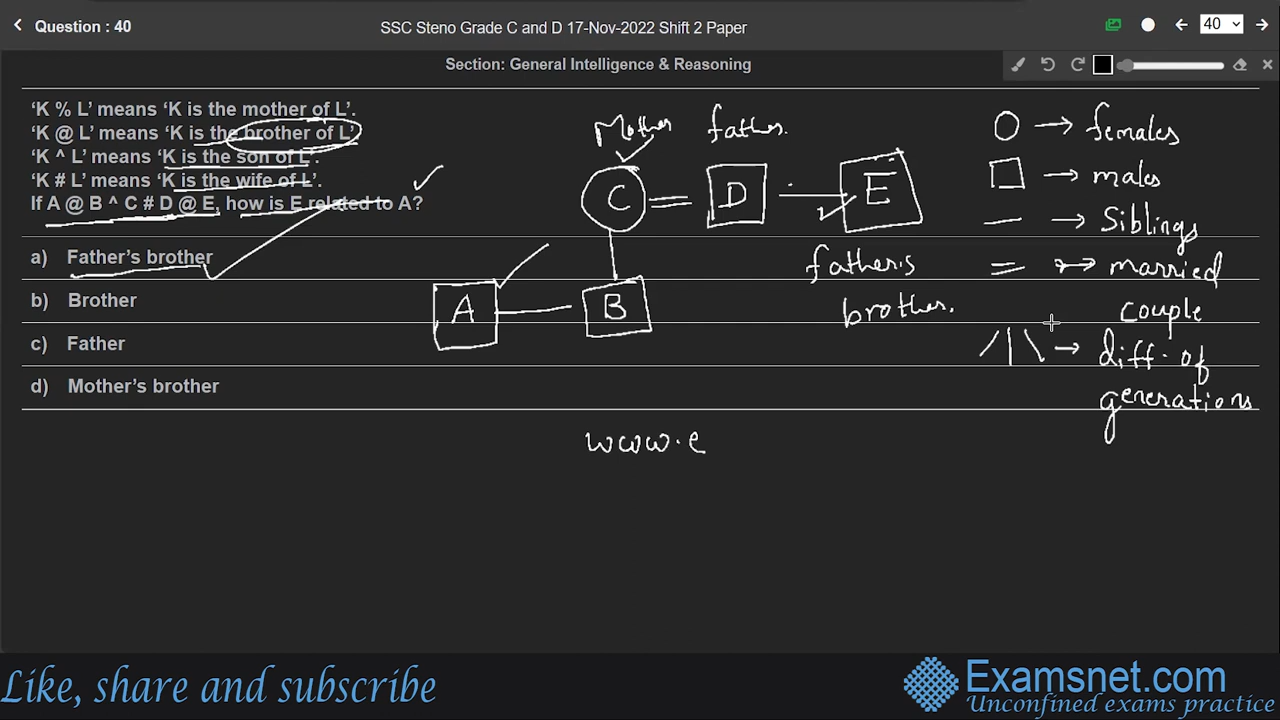 Question : 40
SSC Steno Grade C and D 17-Nov-2022 Shift 2 Paper
40
Section: General Intelligence & Reasoning
‘K % L’ means ‘K is the mother of L’.
‘K @ L’ means ‘K is the brother of L’.
‘K ^ L’ means ‘K is the son of L’.
‘K # L’ means ‘K is the wife of L’.
If A @ B ^ C # D @ E, how is E related to A?
a) Father’s brother
b) Brother
c) Father
d) Mother’s brother
Mother father.
C = D — E
A — B
father's
brother.
○ → females
□ → males
— → Siblings
= → married
couple
/ | \ → diff. of
generations
www.e
Like, share and subscribe
Examsnet.com
Unconfined exams practice